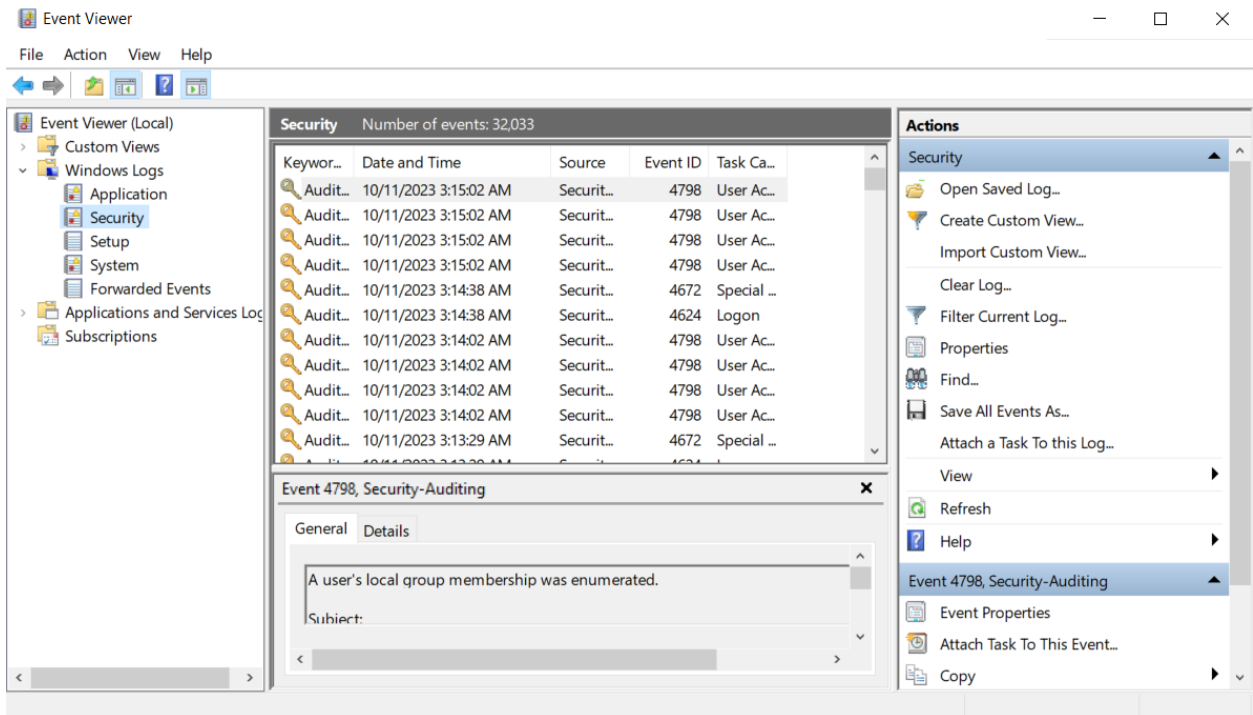 Event Viewer
File Action View Help
Event Viewer (Local)
Custom Views
Windows Logs
Application
Security
Setup
System
Forwarded Events
Applications and Services Log
Subscriptions
Security Number of events: 32,033
Keywor... Date and Time Source Event ID Task Ca...
Audit... 10/11/2023 3:15:02 AM Securit... 4798 User Ac...
Audit... 10/11/2023 3:15:02 AM Securit... 4798 User Ac...
Audit... 10/11/2023 3:15:02 AM Securit... 4798 User Ac...
Audit... 10/11/2023 3:15:02 AM Securit... 4798 User Ac...
Audit... 10/11/2023 3:14:38 AM Securit... 4672 Special ...
Audit... 10/11/2023 3:14:38 AM Securit... 4624 Logon
Audit... 10/11/2023 3:14:02 AM Securit... 4798 User Ac...
Audit... 10/11/2023 3:14:02 AM Securit... 4798 User Ac...
Audit... 10/11/2023 3:14:02 AM Securit... 4798 User Ac...
Audit... 10/11/2023 3:14:02 AM Securit... 4798 User Ac...
Audit... 10/11/2023 3:13:29 AM Securit... 4672 Special ...
Event 4798, Security-Auditing
General Details
A user's local group membership was enumerated.
Subject:
Actions
Security
Open Saved Log...
Create Custom View...
Import Custom View...
Clear Log...
Filter Current Log...
Properties
Find...
Save All Events As...
Attach a Task To this Log...
View
Refresh
Help
Event 4798, Security-Auditing
Event Properties
Attach Task To This Event...
Copy